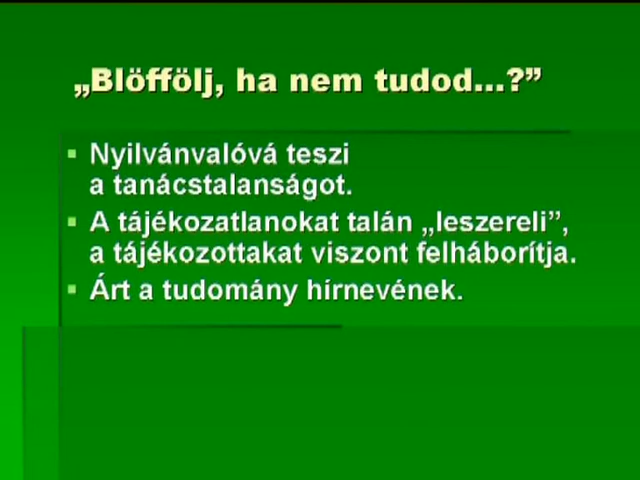 „Blöffölj, ha nem tudod...?”
Nyilvánvalóvá teszi
a tanácstalanságot.
A tájékozatlanokat talán „leszereli”,
a tájékozottakat viszont felháborítja.
Árt a tudomány hírnevének.